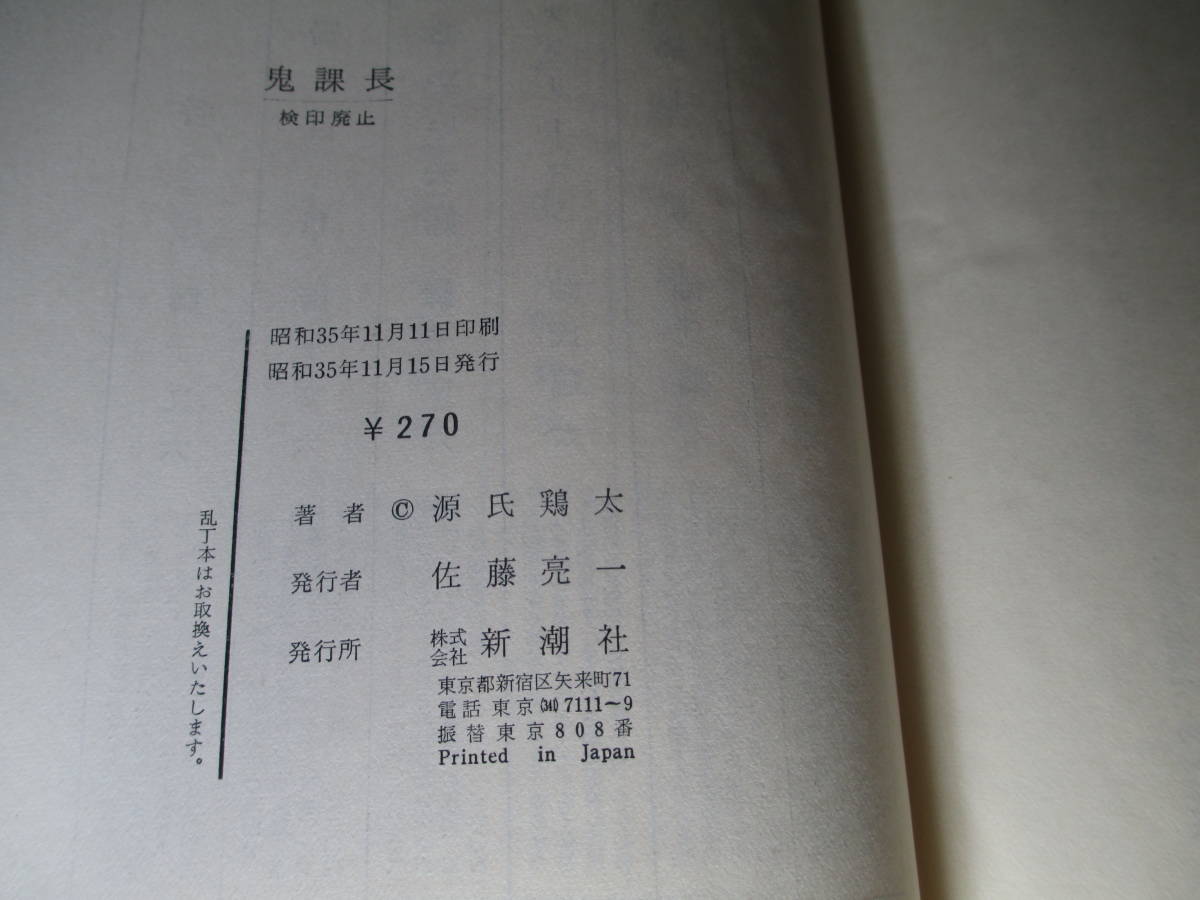 鬼課長
検印廃止
昭和35年11月11日印刷
昭和35年11月15日発行
¥270
著者 © 源氏鶏太
発行者 佐藤亮一
発行所 株式会社 新潮社
東京都新宿区矢来町71
電話 東京(341)7111~9
振替東京808番
Printed in Japan
乱丁本はお取換えいたします。